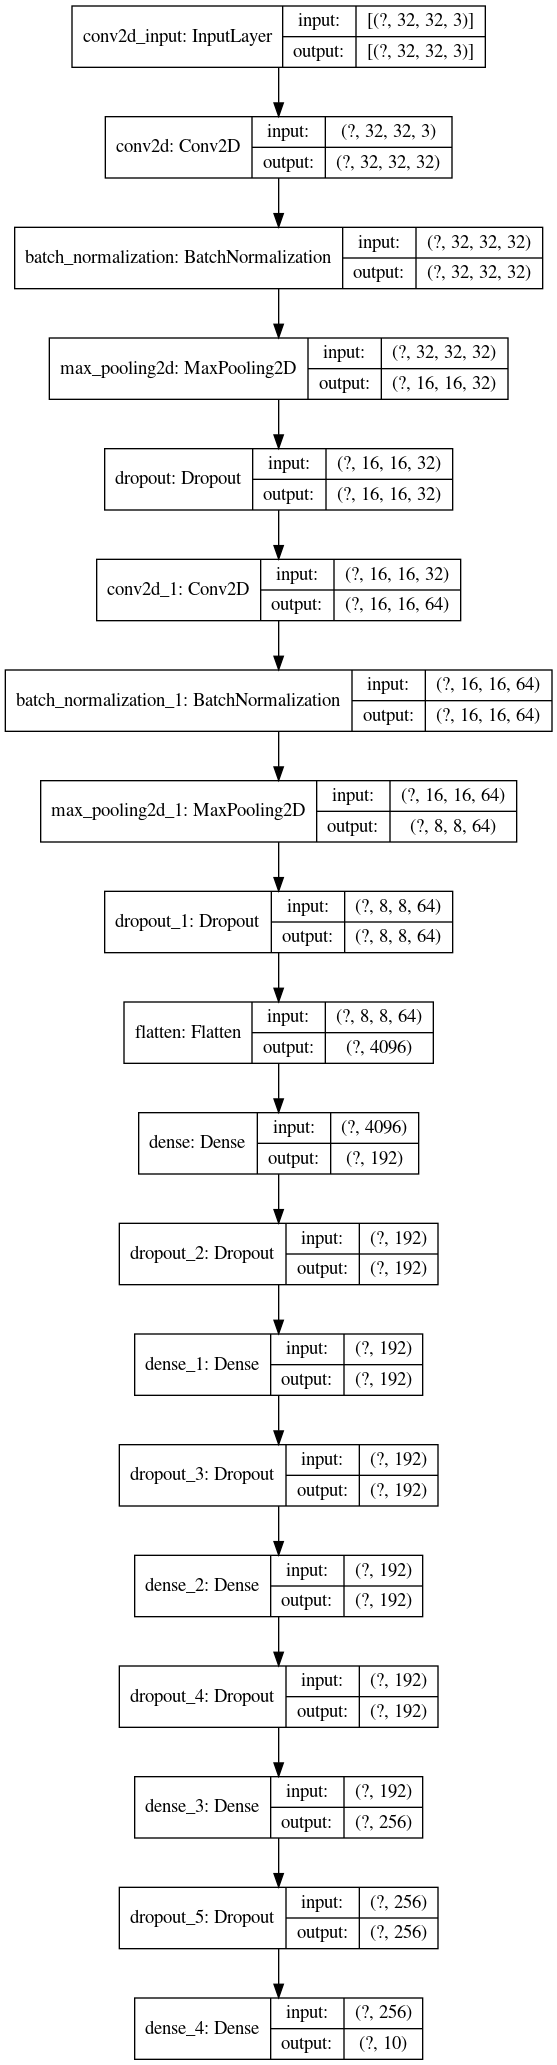 conv2d_input: InputLayer
input:
[(?, 32, 32, 3)]
output:
[(?, 32, 32, 3)]
conv2d: Conv2D
input:
(?, 32, 32, 3)
output:
(?, 32, 32, 32)
batch_normalization: BatchNormalization
input:
(?, 32, 32, 32)
output:
(?, 32, 32, 32)
max_pooling2d: MaxPooling2D
input:
(?, 32, 32, 32)
output:
(?, 16, 16, 32)
dropout: Dropout
input:
(?, 16, 16, 32)
output:
(?, 16, 16, 32)
conv2d_1: Conv2D
input:
(?, 16, 16, 32)
output:
(?, 16, 16, 64)
batch_normalization_1: BatchNormalization
input:
(?, 16, 16, 64)
output:
(?, 16, 16, 64)
max_pooling2d_1: MaxPooling2D
input:
(?, 16, 16, 64)
output:
(?, 8, 8, 64)
dropout_1: Dropout
input:
(?, 8, 8, 64)
output:
(?, 8, 8, 64)
flatten: Flatten
input:
(?, 8, 8, 64)
output:
(?, 4096)
dense: Dense
input:
(?, 4096)
output:
(?, 192)
dropout_2: Dropout
input:
(?, 192)
output:
(?, 192)
dense_1: Dense
input:
(?, 192)
output:
(?, 192)
dropout_3: Dropout
input:
(?, 192)
output:
(?, 192)
dense_2: Dense
input:
(?, 192)
output:
(?, 192)
dropout_4: Dropout
input:
(?, 192)
output:
(?, 192)
dense_3: Dense
input:
(?, 192)
output:
(?, 256)
dropout_5: Dropout
input:
(?, 256)
output:
(?, 256)
dense_4: Dense
input:
(?, 256)
output:
(?, 10)